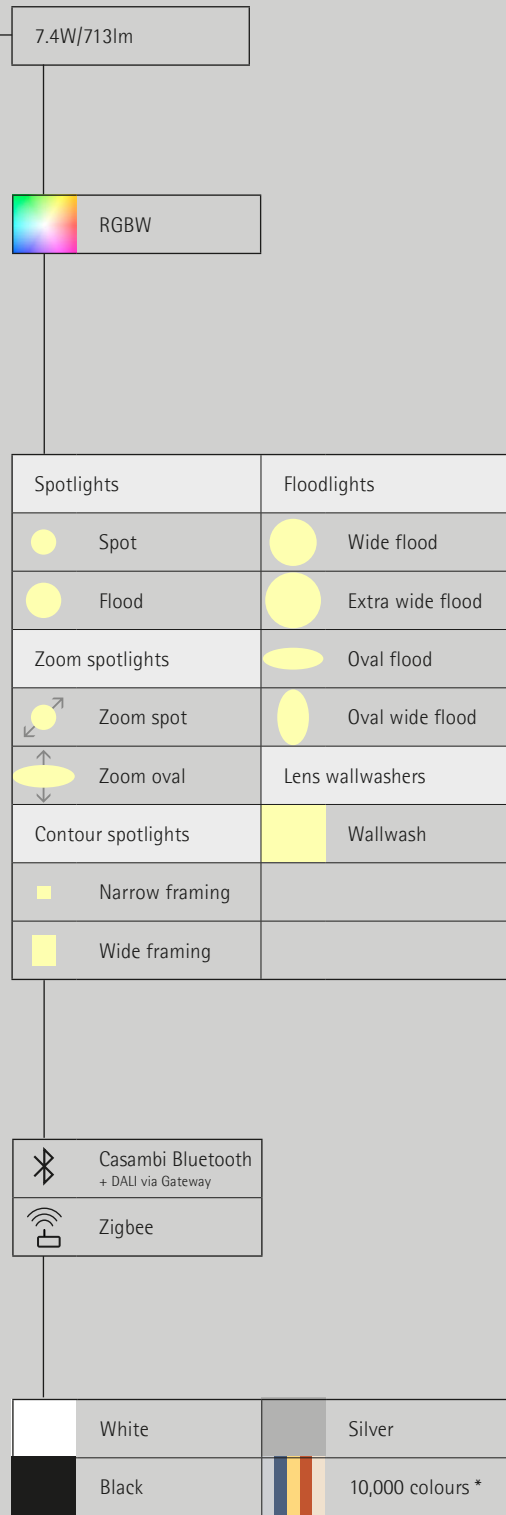 7.4W/713lm
RGBW
Spotlights
Spot
Flood
Zoom spotlights
Zoom spot
Zoom oval
Contour spotlights
Narrow framing
Wide framing
Floodlights
Wide flood
Extra wide flood
Oval flood
Oval wide flood
Lens wallwashers
Wallwash
Casambi Bluetooth
+ DALI via Gateway
Zigbee
White
Silver
Black
10,000 colours *